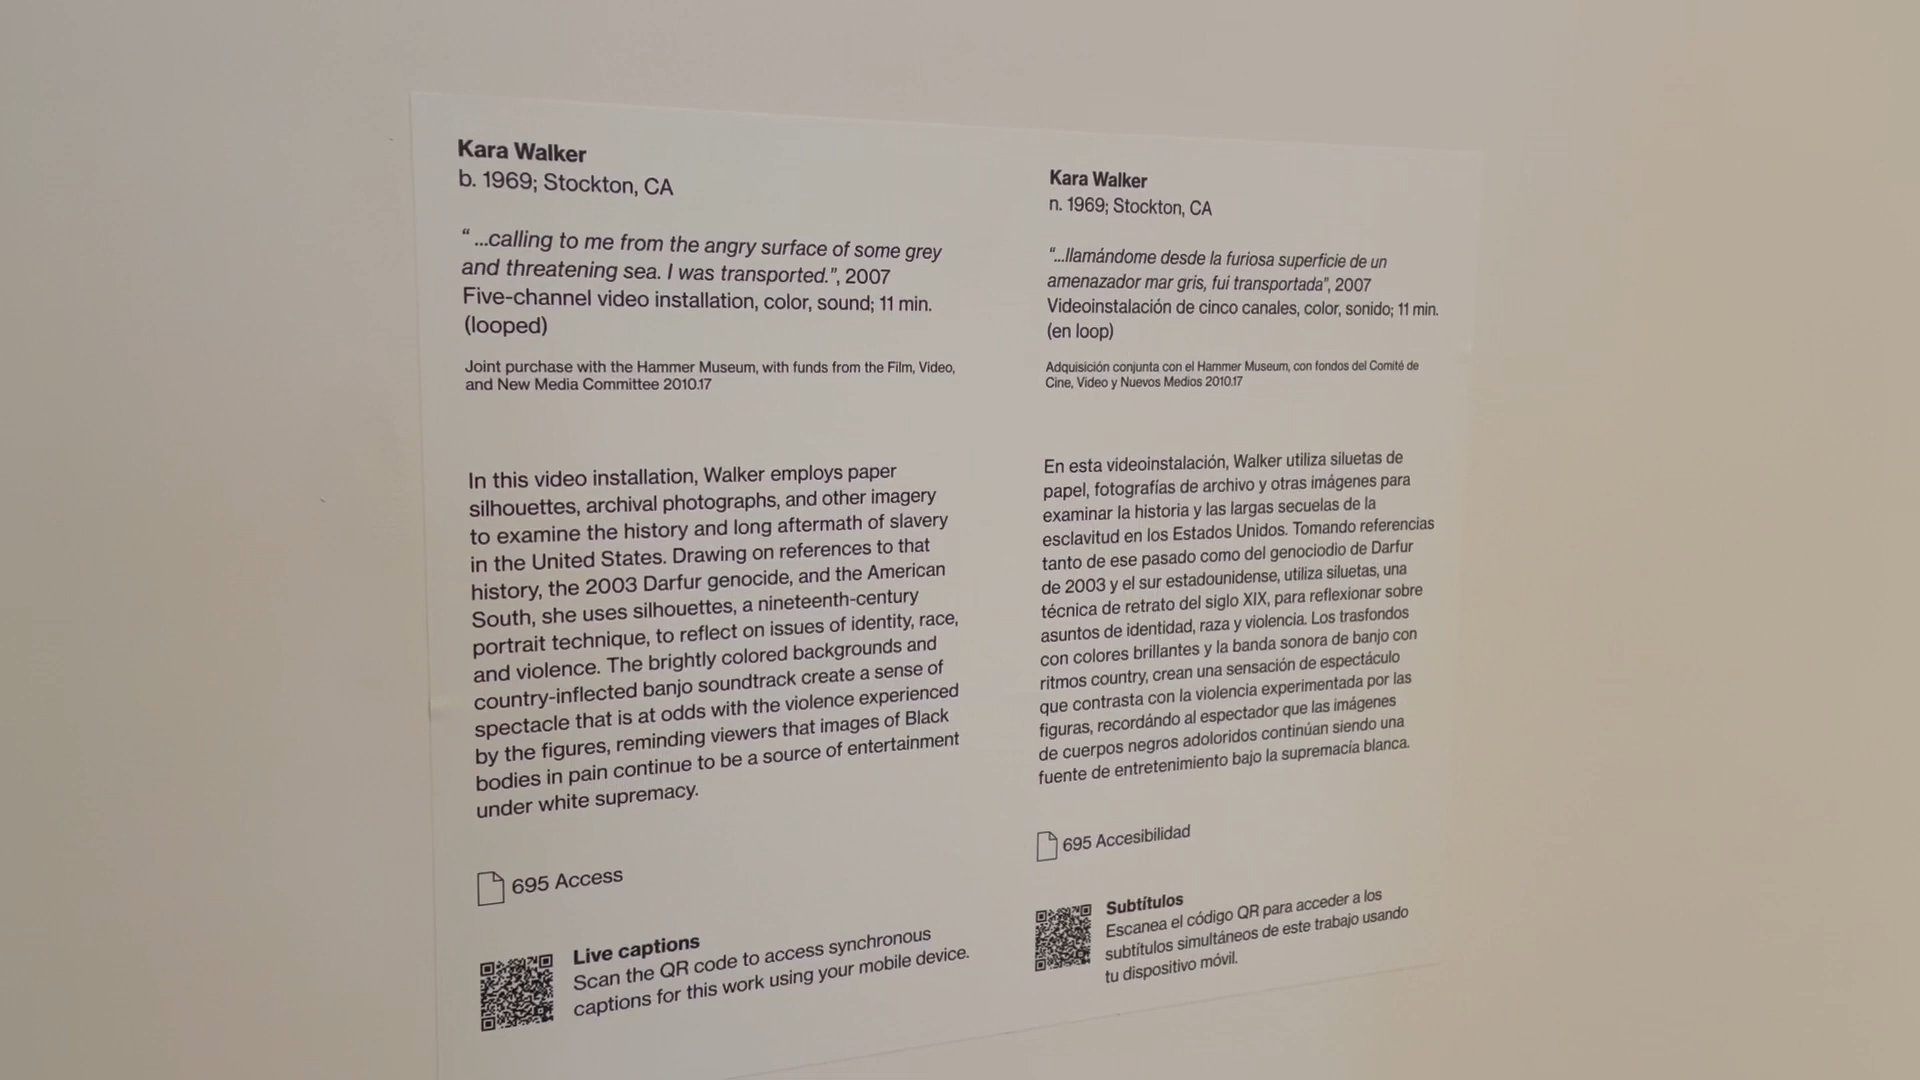 Kara Walker
b. 1969; Stockton, CA
“ ...calling to me from the angry surface of some grey
and threatening sea. I was transported.”, 2007
Five-channel video installation, color, sound; 11 min.
(looped)
Joint purchase with the Hammer Museum, with funds from the Film, Video,
and New Media Committee 2010.17
In this video installation, Walker employs paper
silhouettes, archival photographs, and other imagery
to examine the history and long aftermath of slavery
in the United States. Drawing on references to that
history, the 2003 Darfur genocide, and the American
South, she uses silhouettes, a nineteenth-century
portrait technique, to reflect on issues of identity, race,
and violence. The brightly colored backgrounds and
country-inflected banjo soundtrack create a sense of
spectacle that is at odds with the violence experienced
by the figures, reminding viewers that images of Black
bodies in pain continue to be a source of entertainment
under white supremacy.
695 Access
Live captions
Scan the QR code to access synchronous
captions for this work using your mobile device.
Kara Walker
n. 1969; Stockton, CA
“...llamándome desde la furiosa superficie de un
amenazador mar gris, fui transportada”, 2007
Videoinstalación de cinco canales, color, sonido; 11 min.
(en loop)
Adquisición conjunta con el Hammer Museum, con fondos del Comité de
Cine, Video y Nuevos Medios 2010.17
En esta videoinstalación, Walker utiliza siluetas de
papel, fotografías de archivo y otras imágenes para
examinar la historia y las largas secuelas de la
esclavitud en los Estados Unidos. Tomando referencias
tanto de ese pasado como del genociodio de Darfur
de 2003 y el sur estadounidense, utiliza siluetas, una
técnica de retrato del siglo XIX, para reflexionar sobre
asuntos de identidad, raza y violencia. Los trasfondos
con colores brillantes y la banda sonora de banjo con
ritmos country, crean una sensación de espectáculo
que contrasta con la violencia experimentada por las
figuras, recordándo al espectador que las imágenes
de cuerpos negros adoloridos continúan siendo una
fuente de entretenimiento bajo la supremacía blanca.
695 Accesibilidad
Subtítulos
Escanea el código QR para acceder a los
subtítulos simultáneos de este trabajo usando
tu dispositivo móvil.